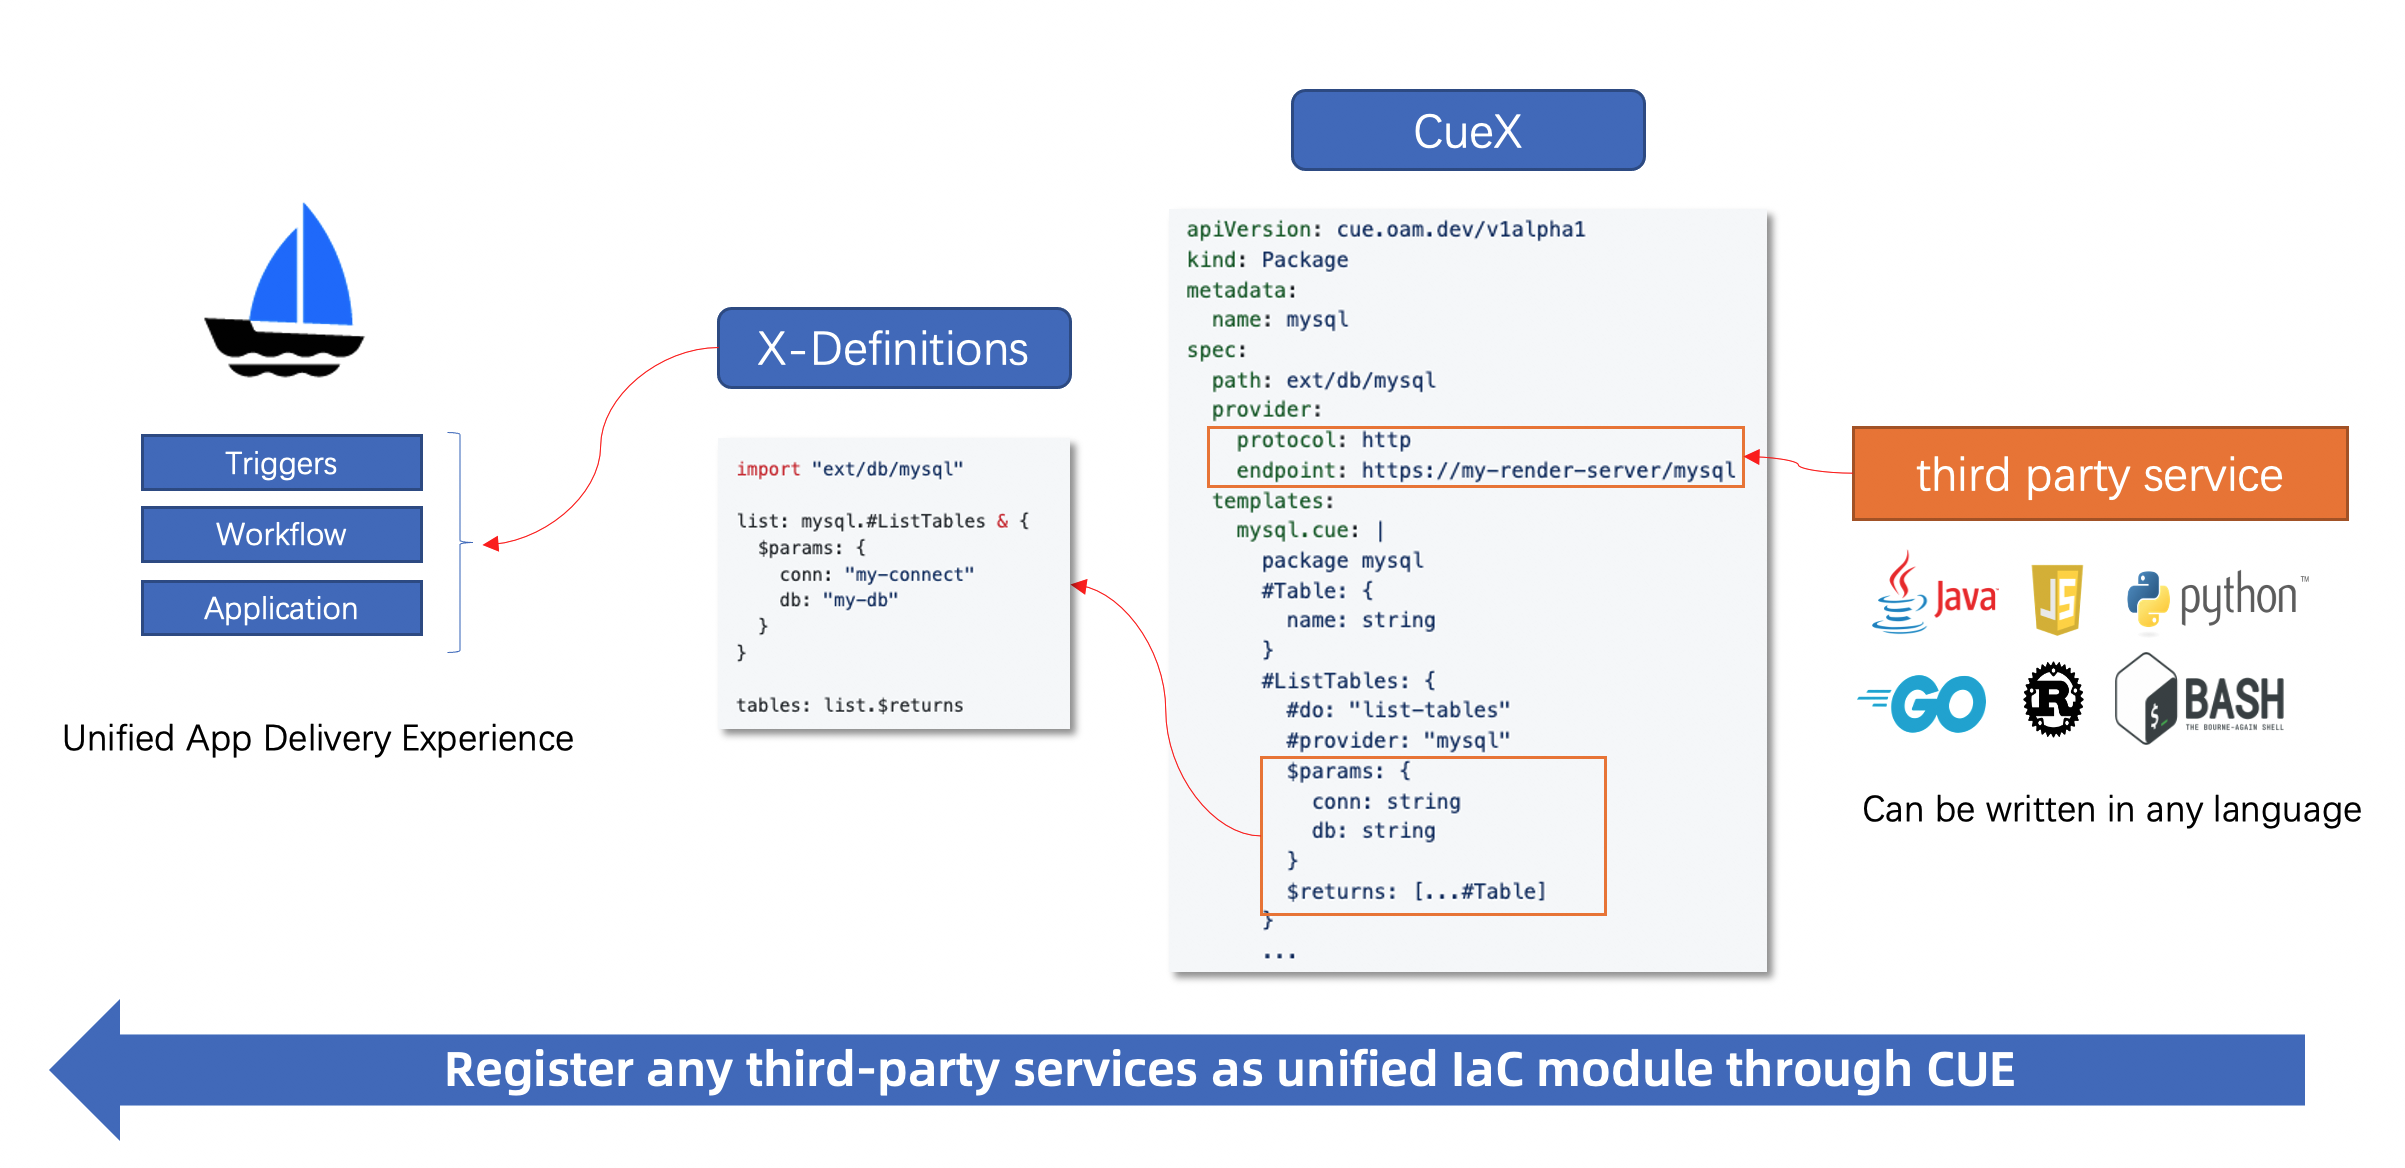 CueX
X-Definitions
Triggers
Workflow
Application
Unified App Delivery Experience
import "ext/db/mysql"
list: mysql.#ListTables & {
  $params: {
    conn: "my-connect"
    db: "my-db"
  }
}
tables: list.$returns
apiVersion: cue.oam.dev/v1alpha1
kind: Package
metadata:
  name: mysql
spec:
  path: ext/db/mysql
  provider:
    protocol: http
    endpoint: https://my-render-server/mysql
  templates:
    mysql.cue: |
      package mysql
      #Table: {
        name: string
      }
      #ListTables: {
        #do: "list-tables"
        #provider: "mysql"
        $params: {
          conn: string
          db: string
        }
        $returns: [...#Table]
      }
      ...
third party service
Java
JS
python™
GO
R
$_
BASH
THE BOURNE-AGAIN SHELL
Can be written in any language
Register any third-party services as unified IaC module through CUE